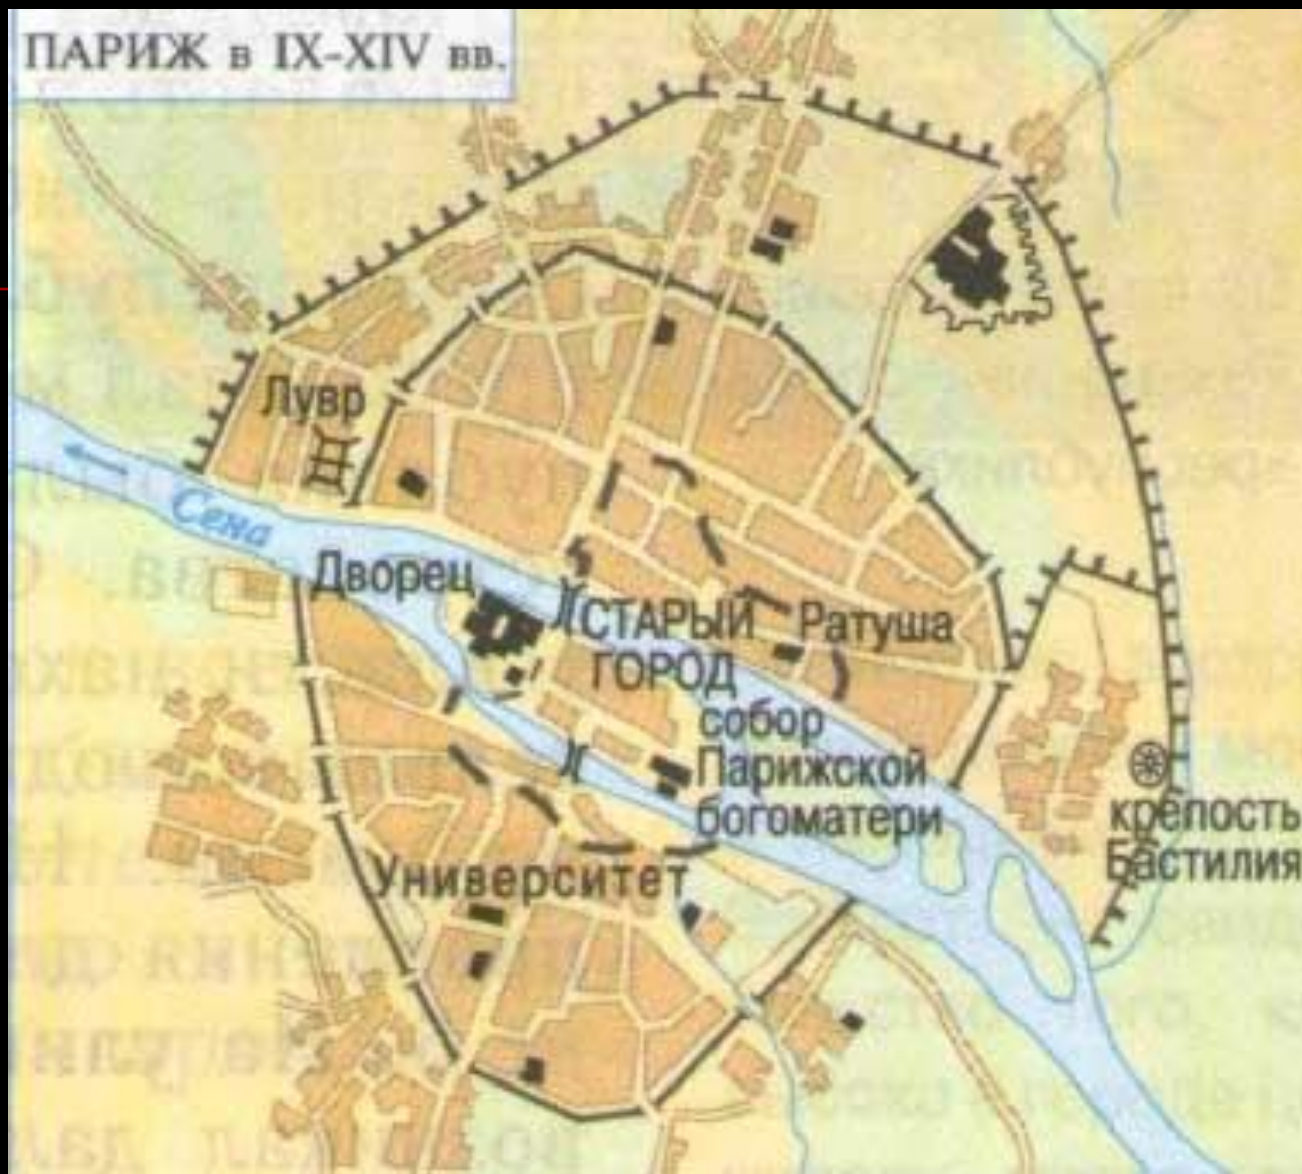 ПАРИЖ в IX-XIV вв.
Лувр
Сена
Дворец
СТАРЫЙ
ГОРОД
Ратуша
собор
Парижской
богоматери
крепость
Бастилия
Университет